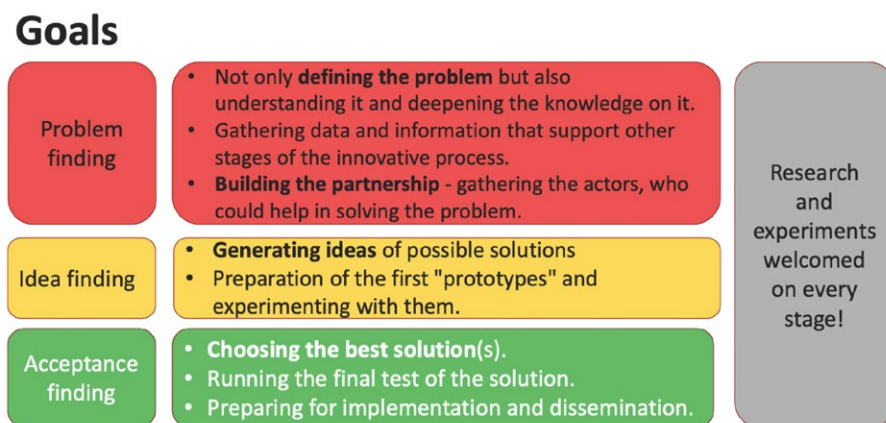 Goals
Problem
finding
• Not only defining the problem but also
understanding it and deepening the knowledge on it.
• Gathering data and information that support other
stages of the innovative process.
• Building the partnership - gathering the actors, who
could help in solving the problem.
Idea finding
• Generating ideas of possible solutions
• Preparation of the first "prototypes" and
experimenting with them.
Acceptance
finding
• Choosing the best solution(s).
• Running the final test of the solution.
• Preparing for implementation and dissemination.
Research
and
experiments
welcomed
on every
stage!